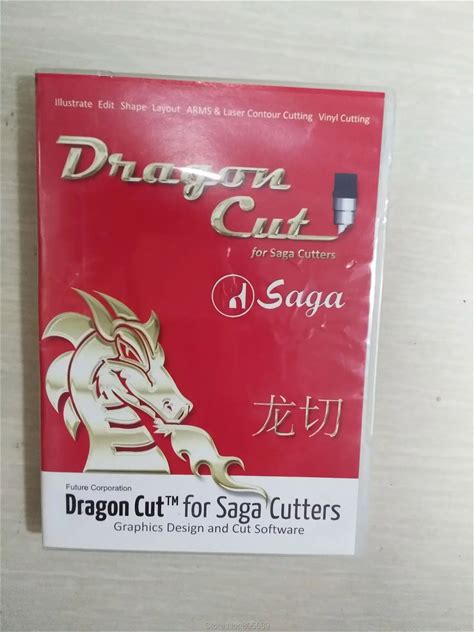 Illustrate Edit Shape Layout ARMS & Laser Contour Cutting Vinyl Cutting
Dragon
Cut
for Saga Cutters
Saga
龙切
Future Corporation
Dragon Cut™ for Saga Cutters
Graphics Design and Cut Software